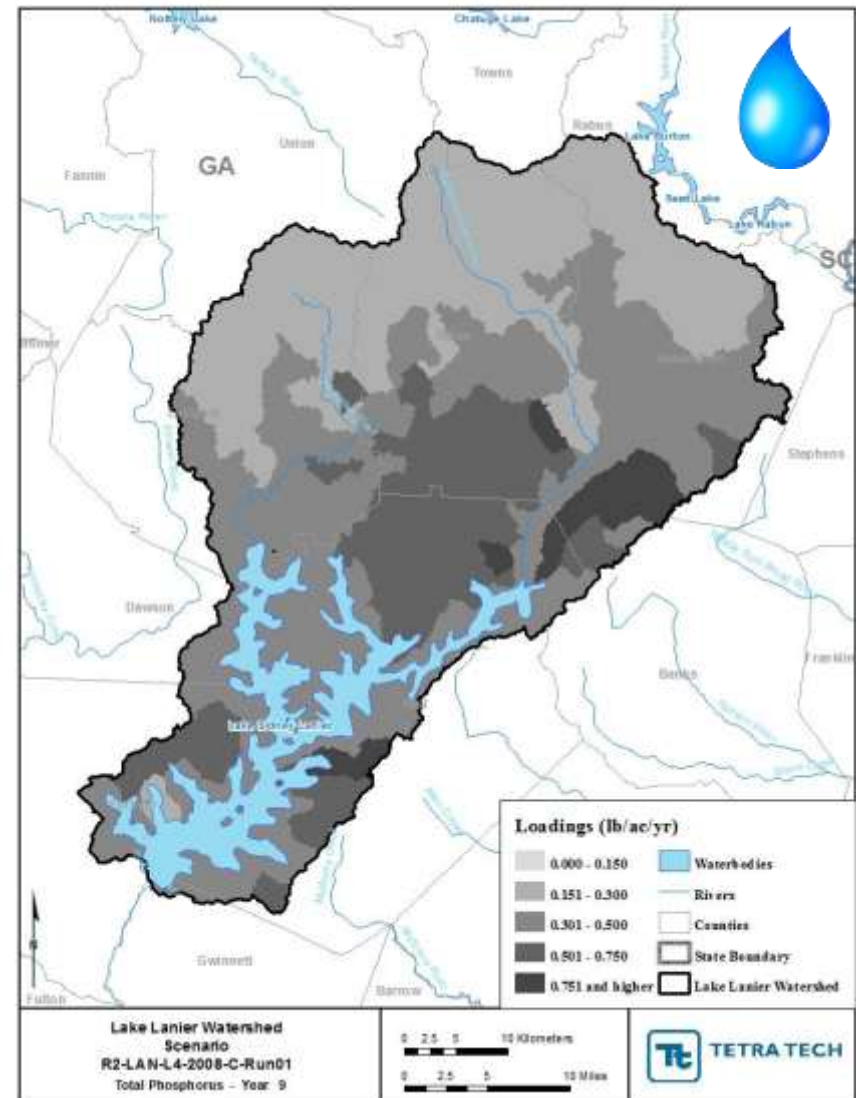 Chatuge Lake
Towns
Rabun
Lake Burton
Union
GA
Fannin
Seed Lake
Lake Rabun
SC
Stephens
Dawson
Franklin
Banks
Lake Sidney Lanier
Gwinnett
Barrow
Fulton
N
Loadings (lb/ac/yr)
0.000 - 0.150 Waterbodies
0.151 - 0.300 Rivers
0.301 - 0.500 Counties
0.501 - 0.750 State Boundary
0.751 and higher Lake Lanier Watershed
Lake Lanier Watershed
Scenario
R2-LAN-L4-2008-C-Run01
Total Phosphorus - Year 9
0 2.5 5 10 Kilometers
0 2.5 5 10 Miles
Tt TETRA TECH